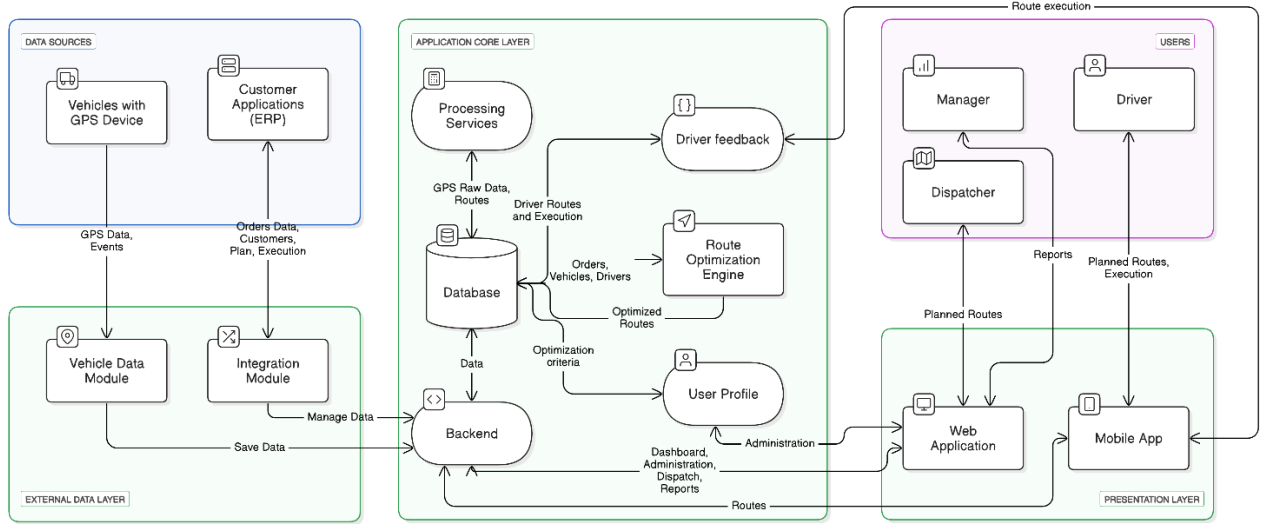 Route execution
DATA SOURCES
Vehicles with
GPS Device
Customer
Applications
(ERP)
GPS Data,
Events
Orders Data,
Customers,
Plan, Execution
Vehicle Data
Module
Integration
Module
Manage Data
Save Data
EXTERNAL DATA LAYER
APPLICATION CORE LAYER
Processing
Services
Driver feedback
GPS Raw Data,
Routes
Driver Routes
and Execution
Database
Orders,
Vehicles, Drivers
Route
Optimization
Engine
Optimized
Routes
Optimization
criteria
Data
User Profile
Backend
Administration
Dashboard,
Administration,
Dispatch,
Reports
Routes
USERS
Manager
Driver
Dispatcher
Reports
Planned Routes,
Execution
Planned Routes
Web
Application
Mobile App
PRESENTATION LAYER